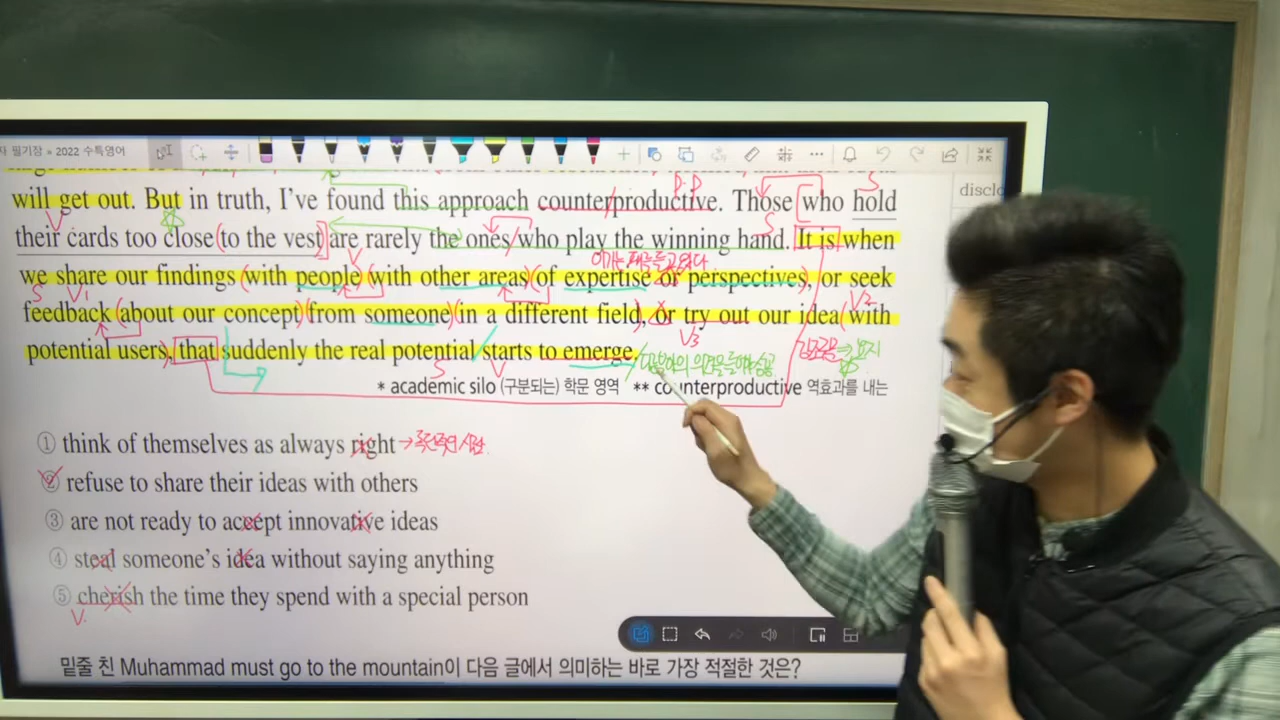 자 필기장 » 2022 수특영어
disclo
will get out. But in truth, I've found this approach counterproductive. Those who hold
their cards too close to the vest are rarely the ones who play the winning hand. It is when
we share our findings with people with other areas of expertise or perspectives, or seek
feedback about our concept from someone in a different field, or try out our idea with
potential users, that suddenly the real potential starts to emerge.
p.p
S
V
S
V
S
V1
V2
V3
S
V
* academic silo (구분되는) 학문 영역 ** counterproductive 역효과를 내는
① think of themselves as always right
② refuse to share their ideas with others
③ are not ready to accept innovative ideas
④ steal someone's idea without saying anything
⑤ cherish the time they spend with a special person
V.
밑줄 친 Muhammad must go to the mountain이 다음 글에서 의미하는 바로 가장 적절한 것은?